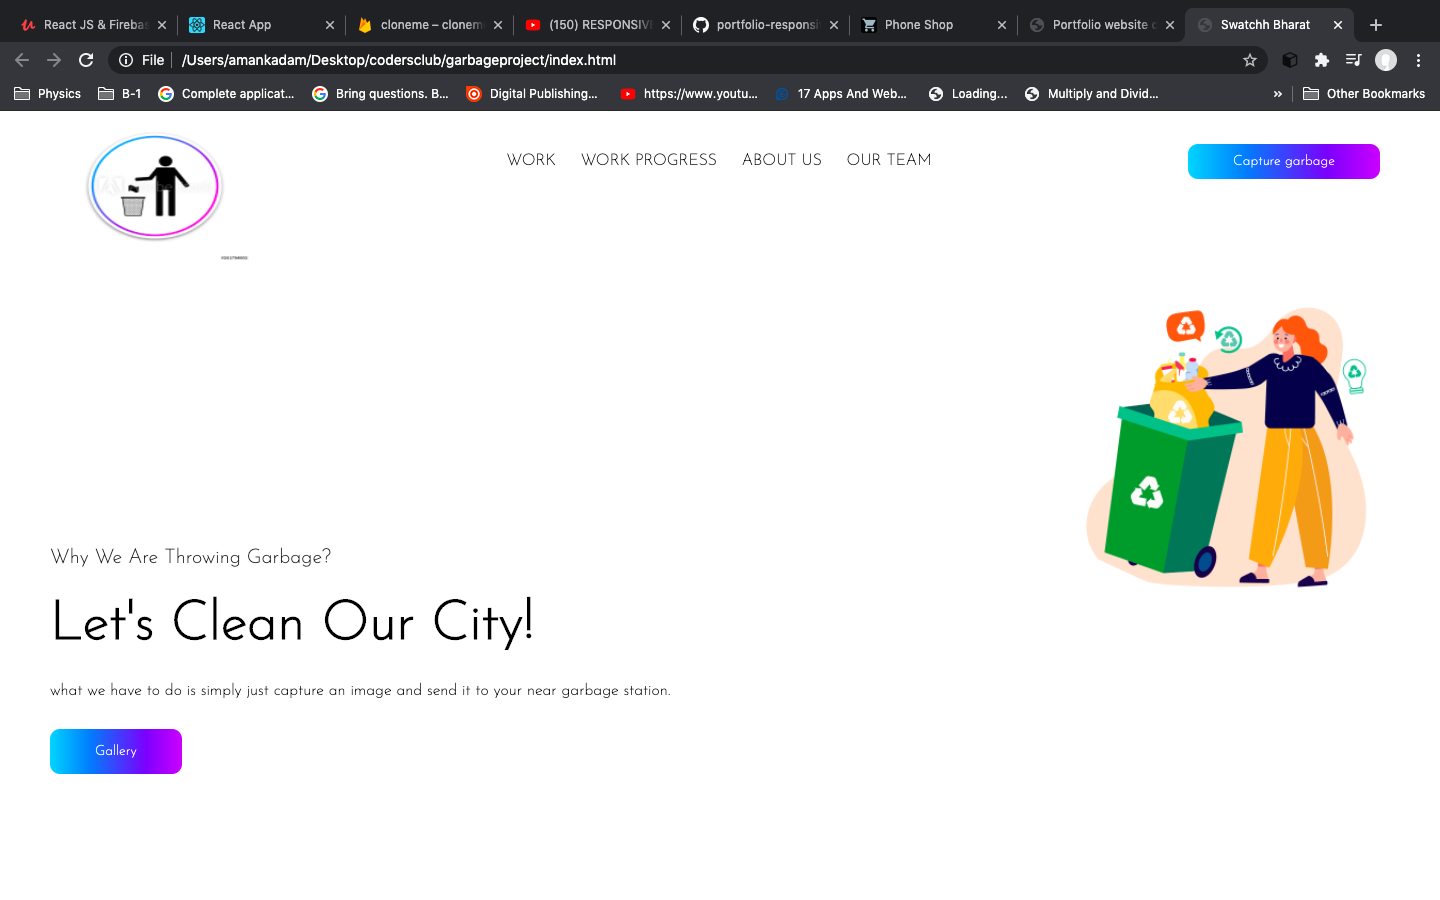 React JS & Firebas
React App
cloneme – cloneme
(150) RESPONSIVE
portfolio-responsi
Phone Shop
Portfolio website c
Swatchh Bharat
File
/Users/amankadam/Desktop/codersclub/garbageproject/index.html
Physics
B-1
Complete applicat...
Bring questions. B...
Digital Publishing...
https://www.youtu...
17 Apps And Web...
Loading...
Multiply and Divid...
»
Other Bookmarks
WORK
WORK PROGRESS
ABOUT US
OUR TEAM
Capture garbage
Why We Are Throwing Garbage?
Let's Clean Our City!
what we have to do is simply just capture an image and send it to your near garbage station.
Gallery